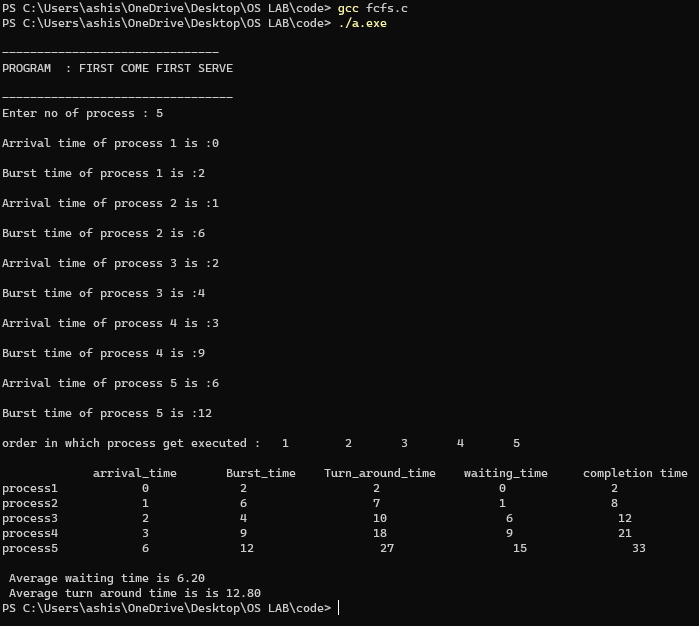 PS C:\Users\ashis\OneDrive\Desktop\OS LAB\code> gcc fcfs.c
PS C:\Users\ashis\OneDrive\Desktop\OS LAB\code> ./a.exe
_______________________________
PROGRAM  : FIRST COME FIRST SERVE
_________________________________
Enter no of process : 5
Arrival time of process 1 is :0
Burst time of process 1 is :2
Arrival time of process 2 is :1
Burst time of process 2 is :6
Arrival time of process 3 is :2
Burst time of process 3 is :4
Arrival time of process 4 is :3
Burst time of process 4 is :9
Arrival time of process 5 is :6
Burst time of process 5 is :12
order in which process get executed :   1        2       3       4       5
             arrival_time       Burst_time    Turn_around_time    waiting_time     completion time
process1            0             2                  2                 0               2
process2            1             6                  7                 1               8
process3            2             4                  10                 6               12
process4            3             9                  18                9               21
process5            6             12                  27                 15               33
 Average waiting time is 6.20
 Average turn around time is is 12.80
PS C:\Users\ashis\OneDrive\Desktop\OS LAB\code>